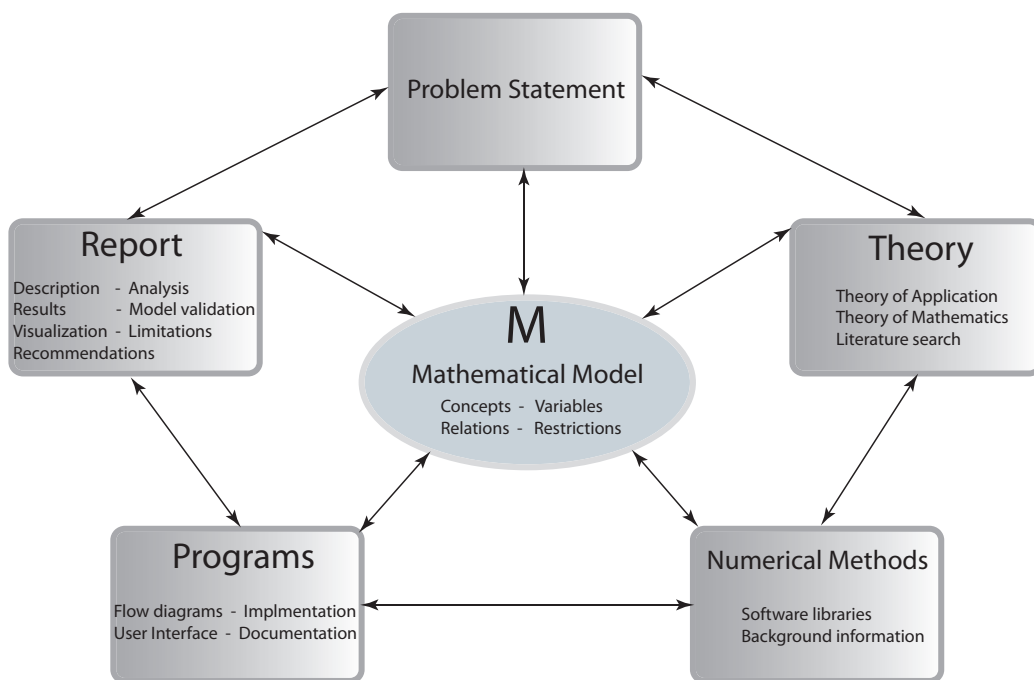 Problem Statement
Report
Description - Analysis
Results - Model validation
Visualization - Limitations
Recommendations
Theory
Theory of Application
Theory of Mathematics
Literature search
M
Mathematical Model
Concepts - Variables
Relations - Restrictions
Programs
Flow diagrams - Implmentation
User Interface - Documentation
Numerical Methods
Software libraries
Background information